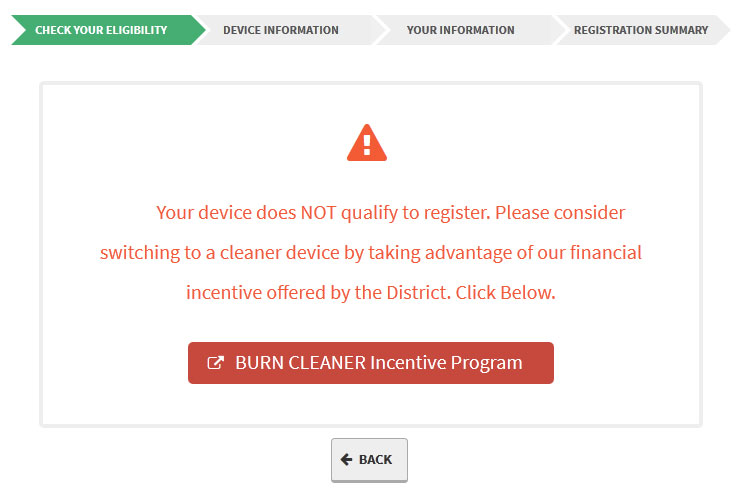 CHECK YOUR ELIGIBILITY
DEVICE INFORMATION
YOUR INFORMATION
REGISTRATION SUMMARY
Your device does NOT qualify to register. Please consider
switching to a cleaner device by taking advantage of our financial
incentive offered by the District. Click Below.
BURN CLEANER Incentive Program
BACK